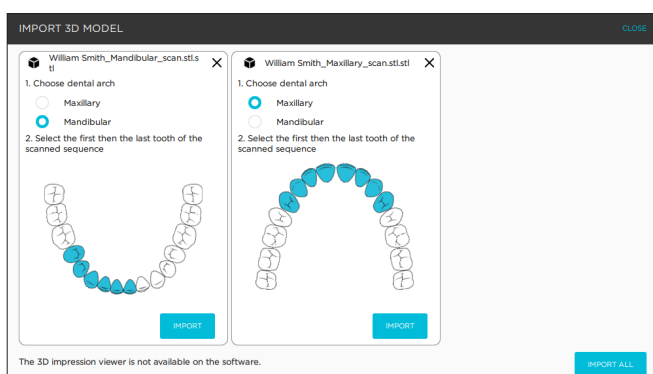 IMPORT 3D MODEL
CLOSE
William Smith_Mandibular_scan.stl.s
tl
1. Choose dental arch
Maxillary
Mandibular
2. Select the first then the last tooth of the
scanned sequence
IMPORT
William Smith_Maxillary_scan.stl.stl
1. Choose dental arch
Maxillary
Mandibular
2. Select the first then the last tooth of the
scanned sequence
IMPORT
The 3D impression viewer is not available on the software.
IMPORT ALL